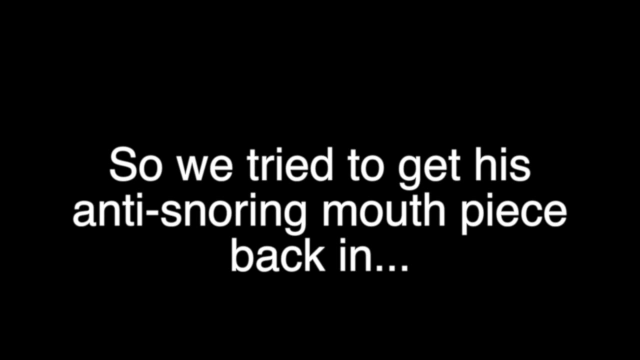 So we tried to get his
anti-snoring mouth piece
back in...